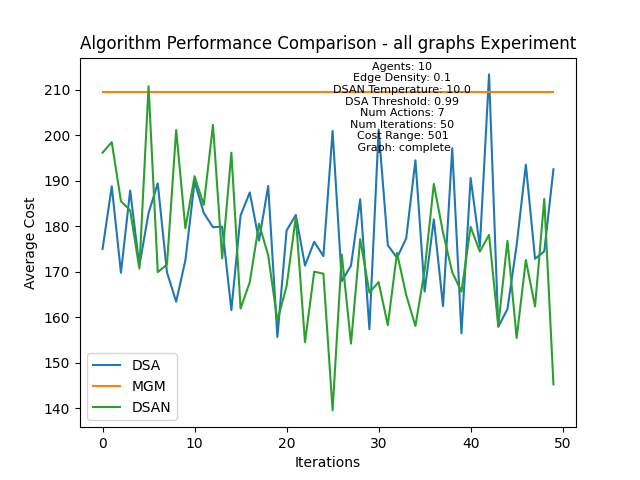 Algorithm Performance Comparison - all graphs Experiment
Agents: 10
Edge Density: 0.1
DSAN Temperature: 10.0
DSA Threshold: 0.99
Num Actions: 7
Num Iterations: 50
Cost Range: 501
Graph: complete
Average Cost
210
200
190
180
170
160
150
140
DSA
MGM
DSAN
0 10 20 30 40 50
Iterations